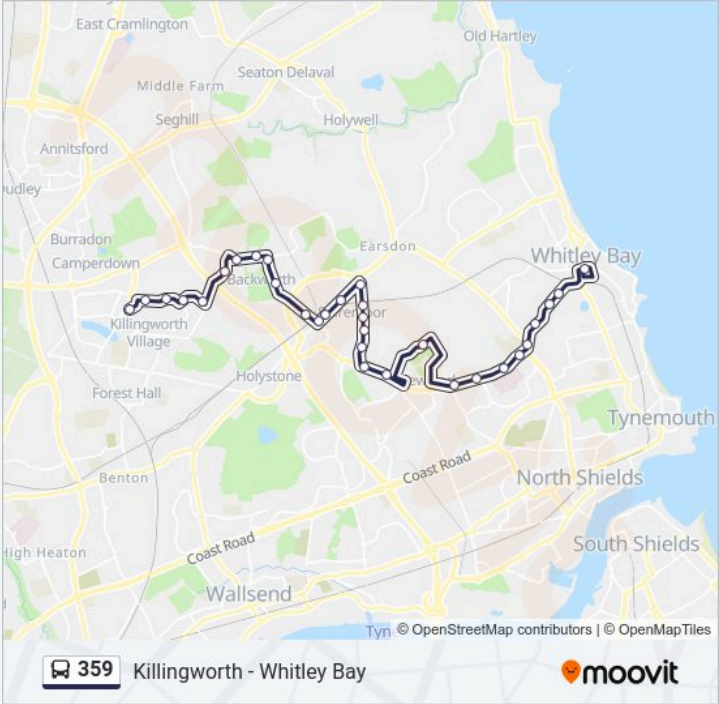 East Cramlington
Old Hartley
Seaton Delaval
Middle Farm
Seghill
Holywell
Annitsford
Dudley
Burradon
Earsdon
Whitley Bay
Camperdown
Backworth
Killingworth
Village
Holystone
Forest Hall
Tynemouth
Coast Road
Benton
North Shields
High Heaton
Coast Road
South Shields
Wallsend
Tyne
© OpenStreetMap contributors | © OpenMapTiles
359 Killingworth - Whitley Bay
moovit